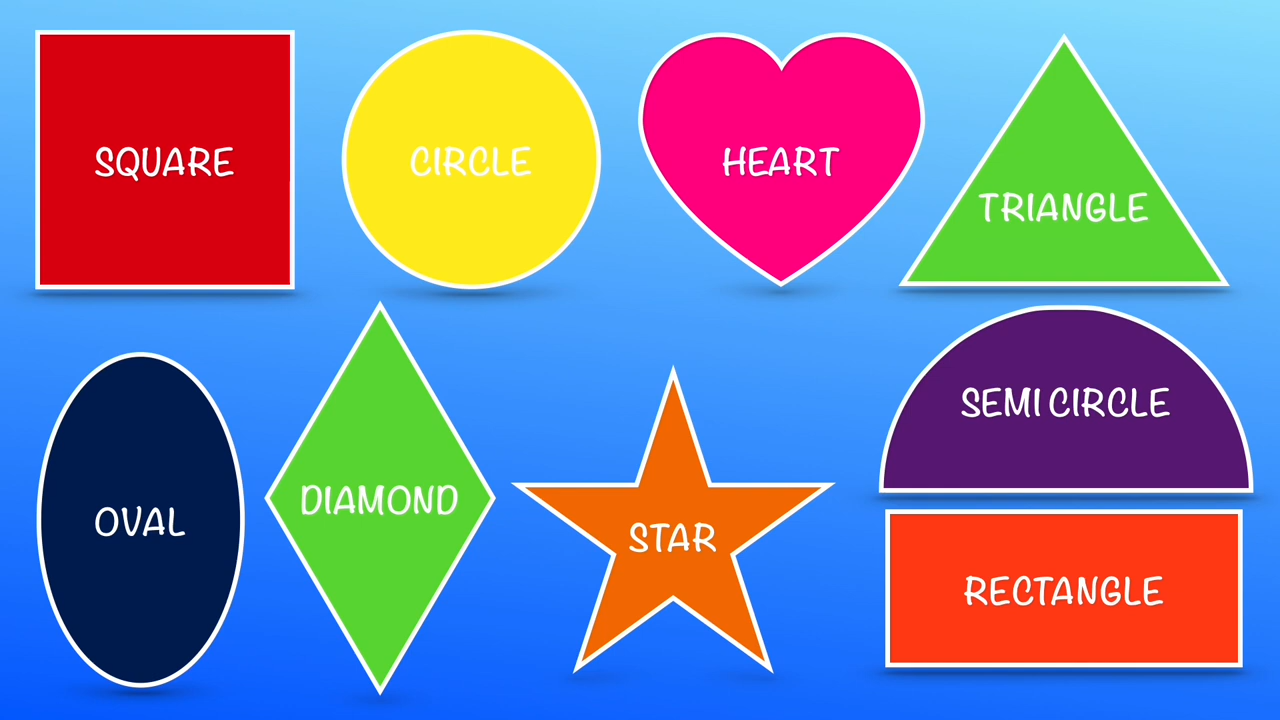 SQUARE
CIRCLE
HEART
TRIANGLE
OVAL
DIAMOND
STAR
SEMI CIRCLE
RECTANGLE